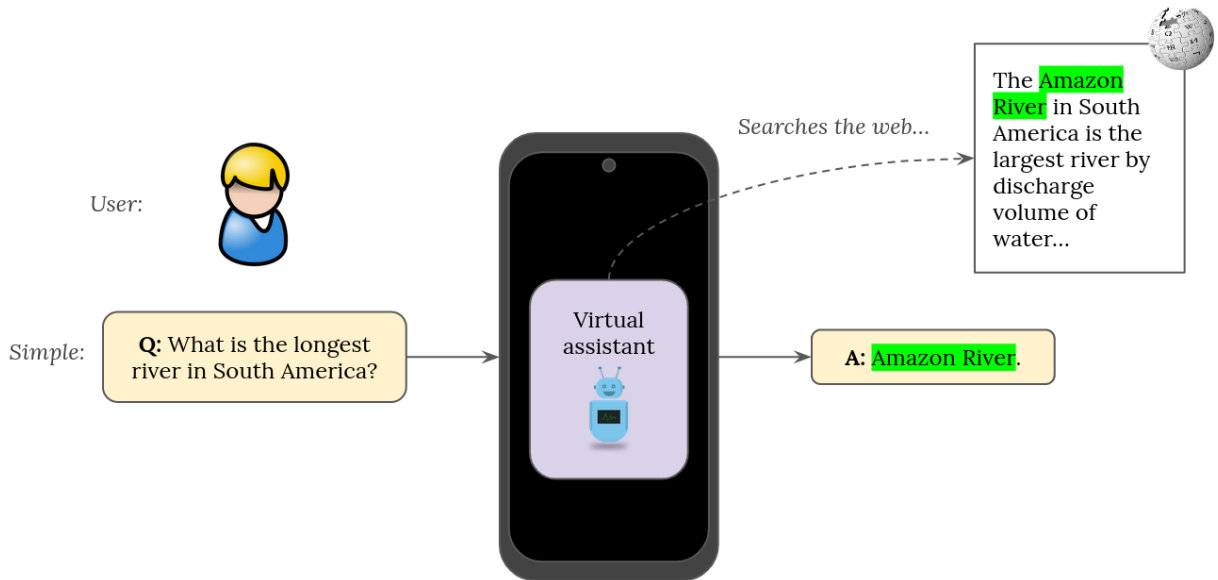 Searches the web...
The Amazon
River in South
America is the
largest river by
discharge
volume of
water...
User:
Simple:
Q: What is the longest
river in South America?
Virtual
assistant
A: Amazon River.